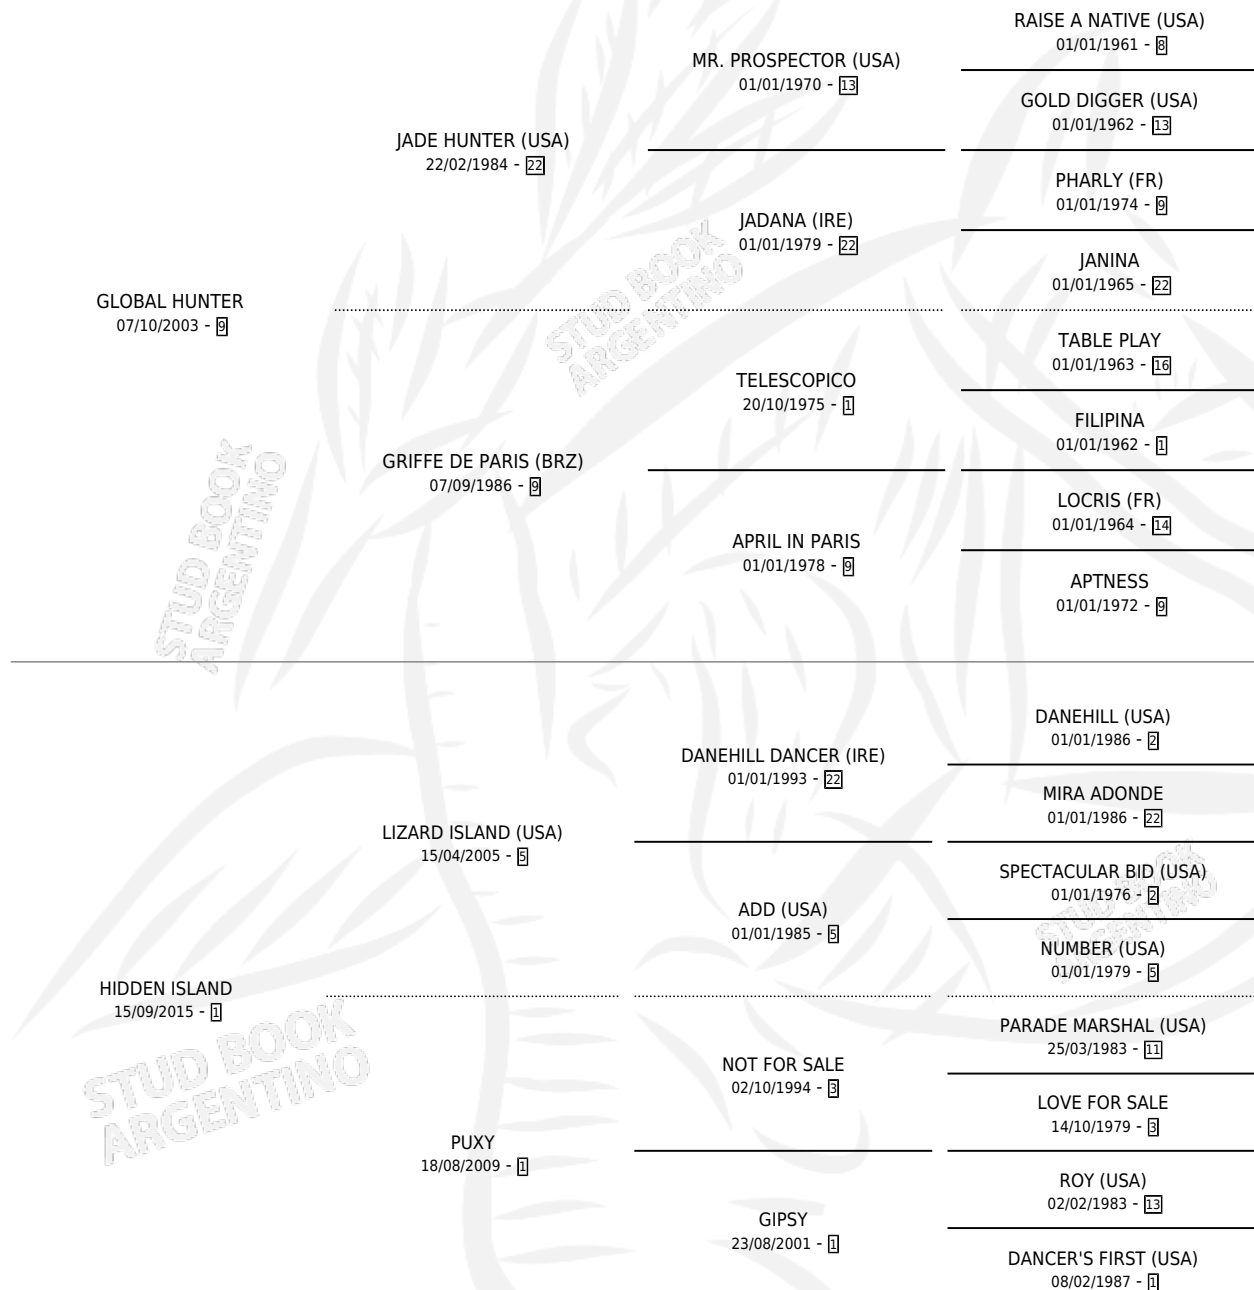 RAISE A NATIVE (USA)
01/01/1961 - 8
MR. PROSPECTOR (USA)
01/01/1970 - 13
GOLD DIGGER (USA)
01/01/1962 - 13
JADE HUNTER (USA)
22/02/1984 - 22
PHARLY (FR)
01/01/1974 - 9
JADANA (IRE)
01/01/1979 - 22
JANINA
01/01/1965 - 22
GLOBAL HUNTER
07/10/2003 - 9
STUD BOOK
ARGENTINO
TABLE PLAY
01/01/1963 - 16
TELESCOPICO
20/10/1975 - 1
FILIPINA
01/01/1962 - 1
GRIFFE DE PARIS (BRZ)
07/09/1986 - 9
LOCRIS (FR)
01/01/1964 - 14
APRIL IN PARIS
01/01/1978 - 9
APTNESS
01/01/1972 - 9
STUD BOOK
ARGENTINO
DANEHILL (USA)
01/01/1986 - 2
DANEHILL DANCER (IRE)
01/01/1993 - 22
MIRA ADONDE
01/01/1986 - 22
LIZARD ISLAND (USA)
15/04/2005 - 5
SPECTACULAR BID (USA)
01/01/1976 - 2
STUD BOOK
ARGENTINO
ADD (USA)
01/01/1985 - 5
NUMBER (USA)
01/01/1979 - 5
HIDDEN ISLAND
15/09/2015 - 1
STUD BOOK
ARGENTINO
PARADE MARSHAL (USA)
25/03/1983 - 11
NOT FOR SALE
02/10/1994 - 3
LOVE FOR SALE
14/10/1979 - 3
PUXY
18/08/2009 - 1
ROY (USA)
02/02/1983 - 13
GIPSY
23/08/2001 - 1
DANCER'S FIRST (USA)
08/02/1987 - 1